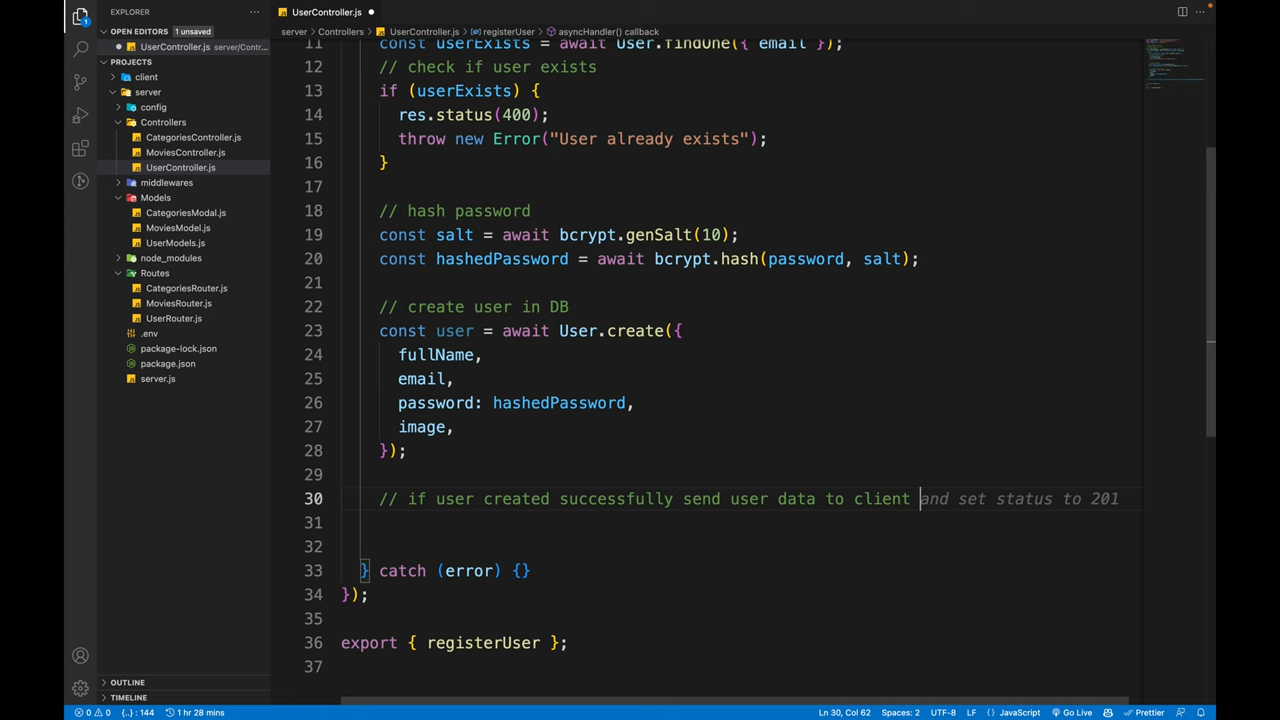 EXPLORER
···
UserController.js ●
···
OPEN EDITORS 1 unsaved
UserController.js server/Contr...
server > Controllers > UserController.js > registerUser > asyncHandler() callback
PROJECTS
client
server
config
Controllers
CategoriesController.js
MoviesController.js
UserController.js
middlewares
Models
CategoriesModal.js
MoviesModel.js
UserModels.js
node_modules
Routes
CategoriesRouter.js
MoviesRouter.js
UserRouter.js
.env
package-lock.json
package.json
server.js
OUTLINE
TIMELINE
1
11 const userExists = await User.findOne({ email });
12 // check if user exists
13 if (userExists) {
14 res.status(400);
15 throw new Error("User already exists");
16 }
17
18 // hash password
19 const salt = await bcrypt.genSalt(10);
20 const hashedPassword = await bcrypt.hash(password, salt);
21
22 // create user in DB
23 const user = await User.create({
24 fullName,
25 email,
26 password: hashedPassword,
27 image,
28 });
29
30 // if user created successfully send user data to client and set status to 201
31
32
33 } catch (error) {}
34 });
35
36 export { registerUser };
37
0 0 {..}: 144 1 hr 28 mins Ln 30, Col 62 Spaces: 2 UTF-8 LF {} JavaScript Go Live Prettier